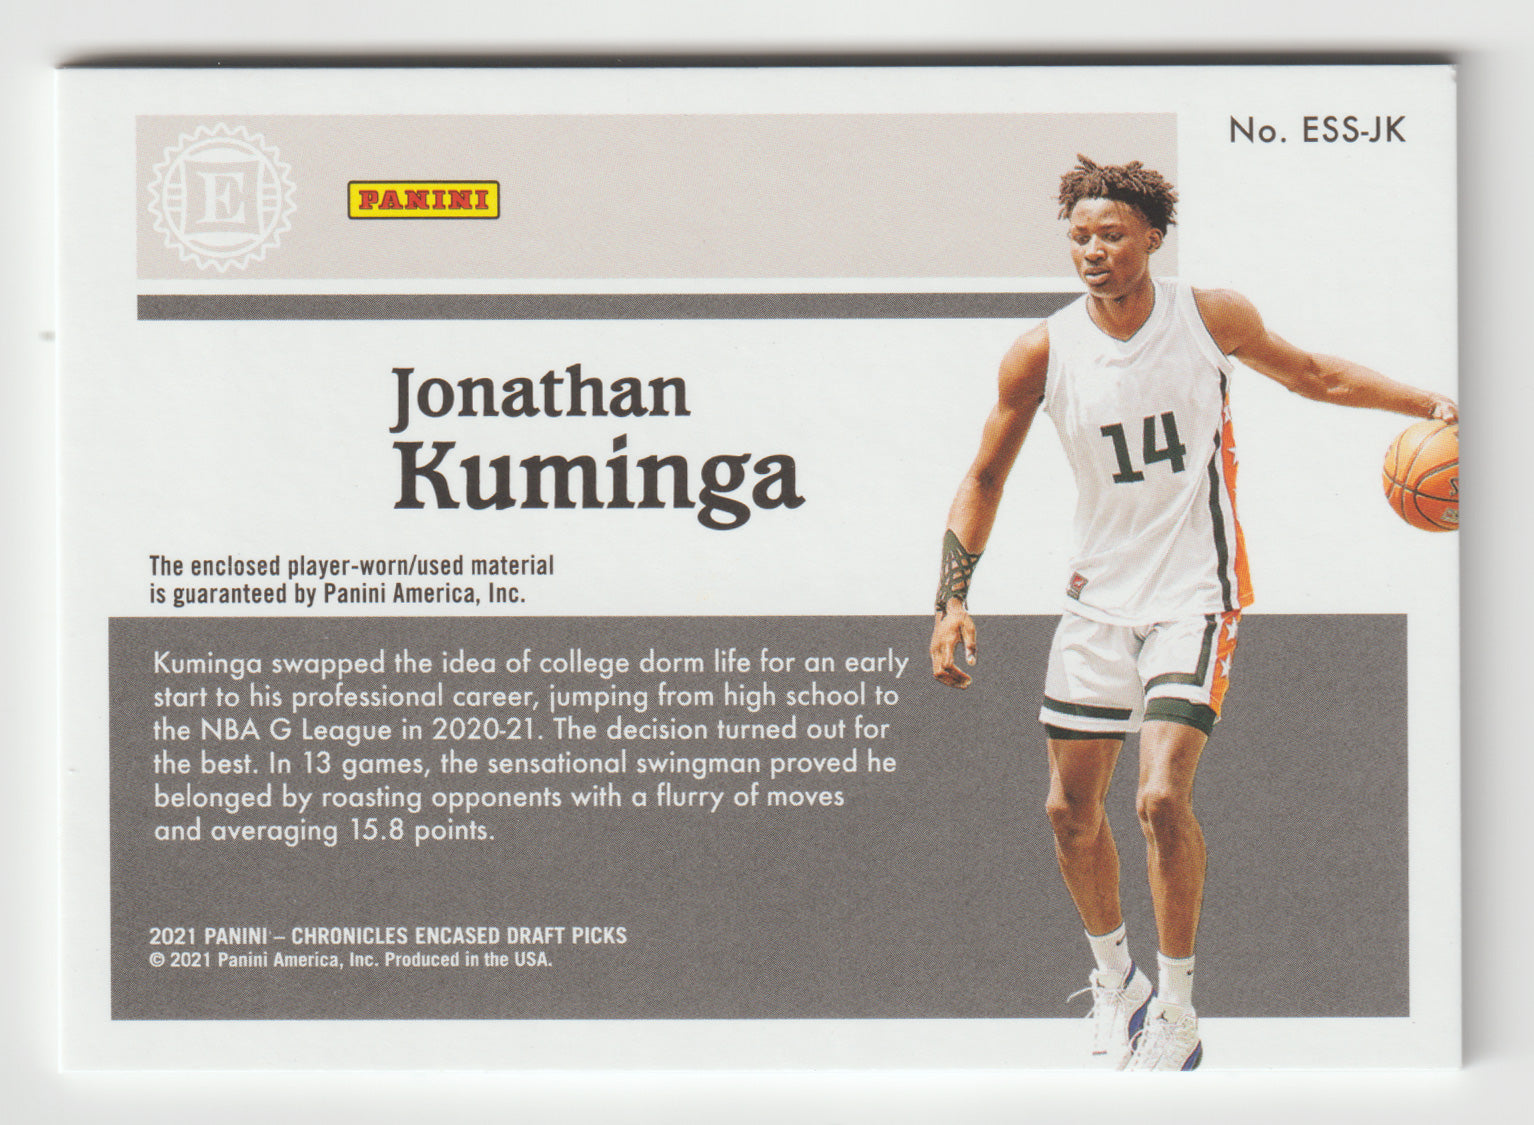 E
PANINI
No. ESS-JK
Jonathan
Kuminga
14
The enclosed player-worn/used material
is guaranteed by Panini America, Inc.
Kuminga swapped the idea of college dorm life for an early
start to his professional career, jumping from high school to
the NBA G League in 2020-21. The decision turned out for
the best. In 13 games, the sensational swingman proved he
belonged by roasting opponents with a flurry of moves
and averaging 15.8 points.
2021 PANINI – CHRONICLES ENCASED DRAFT PICKS
© 2021 Panini America, Inc. Produced in the USA.